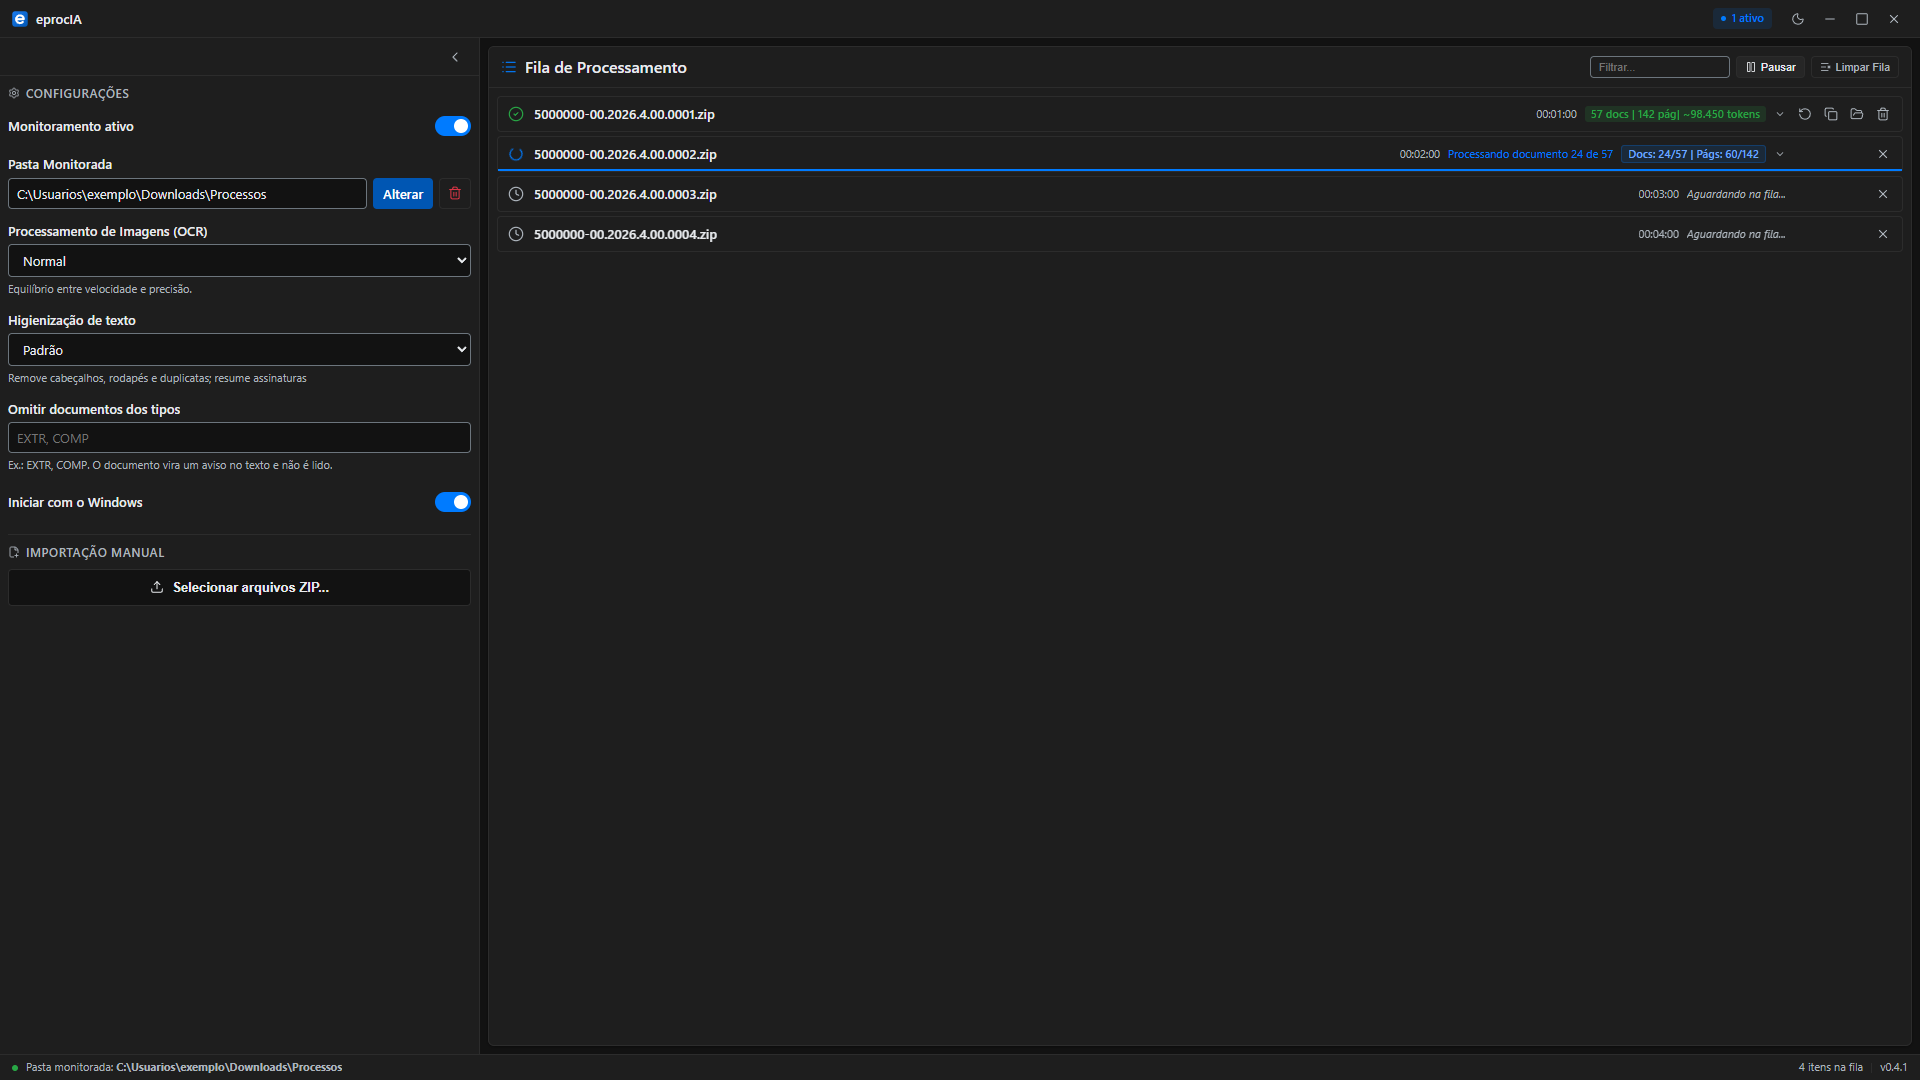 eprocIA
1 ativo
CONFIGURAÇÕES
Monitoramento ativo
Pasta Monitorada
C:\Usuarios\exemplo\Downloads\Processos
Alterar
Processamento de Imagens (OCR)
Normal
Equilíbrio entre velocidade e precisão.
Higienização de texto
Padrão
Remove cabeçalhos, rodapés e duplicatas; resume assinaturas
Omitir documentos dos tipos
EXTR, COMP
Ex.: EXTR, COMP. O documento vira um aviso no texto e não é lido.
Iniciar com o Windows
IMPORTAÇÃO MANUAL
Selecionar arquivos ZIP...
Fila de Processamento
Filtrar...
Pausar
Limpar Fila
5000000-00.2026.4.00.0001.zip 00:01:00 57 docs | 142 pág| ~98.450 tokens
5000000-00.2026.4.00.0002.zip 00:02:00 Processando documento 24 de 57 Docs: 24/57 | Págs: 60/142
5000000-00.2026.4.00.0003.zip 00:03:00 Aguardando na fila...
5000000-00.2026.4.00.0004.zip 00:04:00 Aguardando na fila...
Pasta monitorada: C:\Usuarios\exemplo\Downloads\Processos
4 itens na fila
v0.4.1